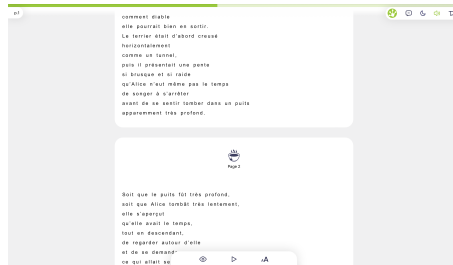 comment diable
elle pourrait bien en sortir.
Le terrier était d'abord creusé
horizontalement
comme un tunnel,
puis il présentait une pente
si brusque et si raide
qu'Alice n'eut même pas le temps
de songer à s'arrêter
avant de se sentir tomber dans un puits
apparemment très profond.
Page 2
Soit que le puits fût très profond,
soit que Alice tombât très lentement,
elle s'aperçut
qu'elle avait le temps,
tout en descendant,
de regarder autour d'elle
et de se demand
ce qui allait se
AA